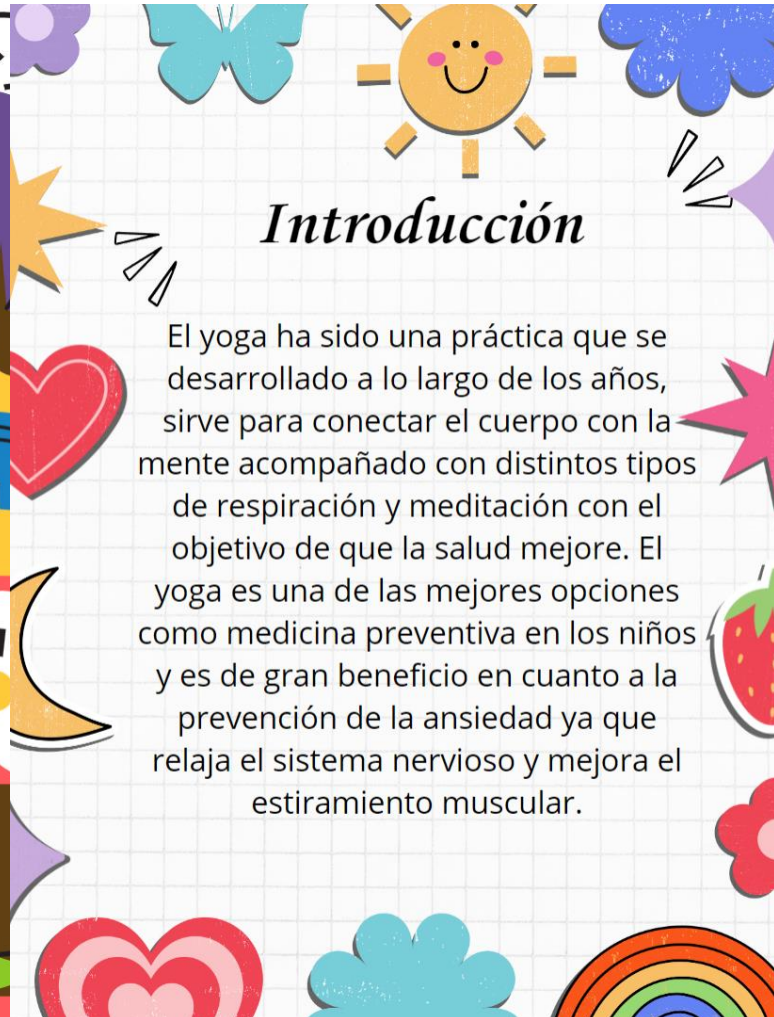 Introducción
El yoga ha sido una práctica que se
desarrollado a lo largo de los años,
sirve para conectar el cuerpo con la
mente acompañado con distintos tipos
de respiración y meditación con el
objetivo de que la salud mejore. El
yoga es una de las mejores opciones
como medicina preventiva en los niños
y es de gran beneficio en cuanto a la
prevención de la ansiedad ya que
relaja el sistema nervioso y mejora el
estiramiento muscular.